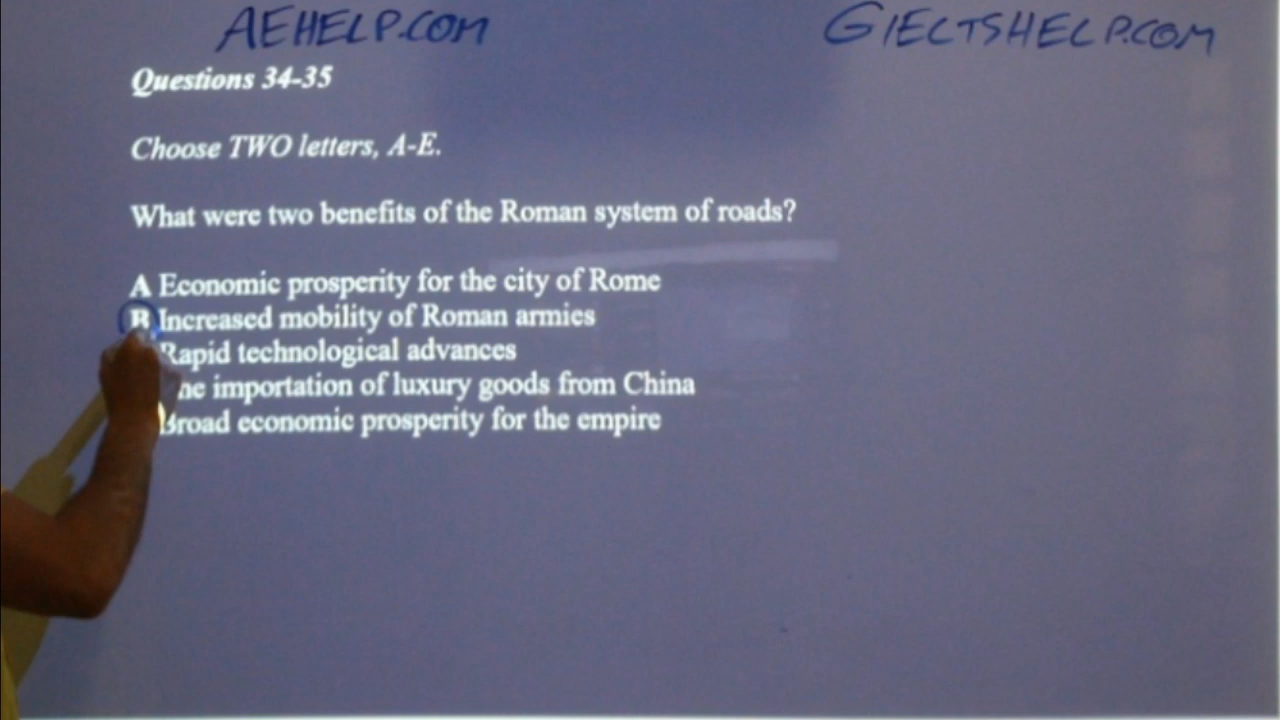 AEHELP.COM
GIELTSHELP.COM
Questions 34-35
Choose TWO letters, A-E.
What were two benefits of the Roman system of roads?
A Economic prosperity for the city of Rome
B Increased mobility of Roman armies
Rapid technological advances
importation of luxury goods from China
Broad economic prosperity for the empire